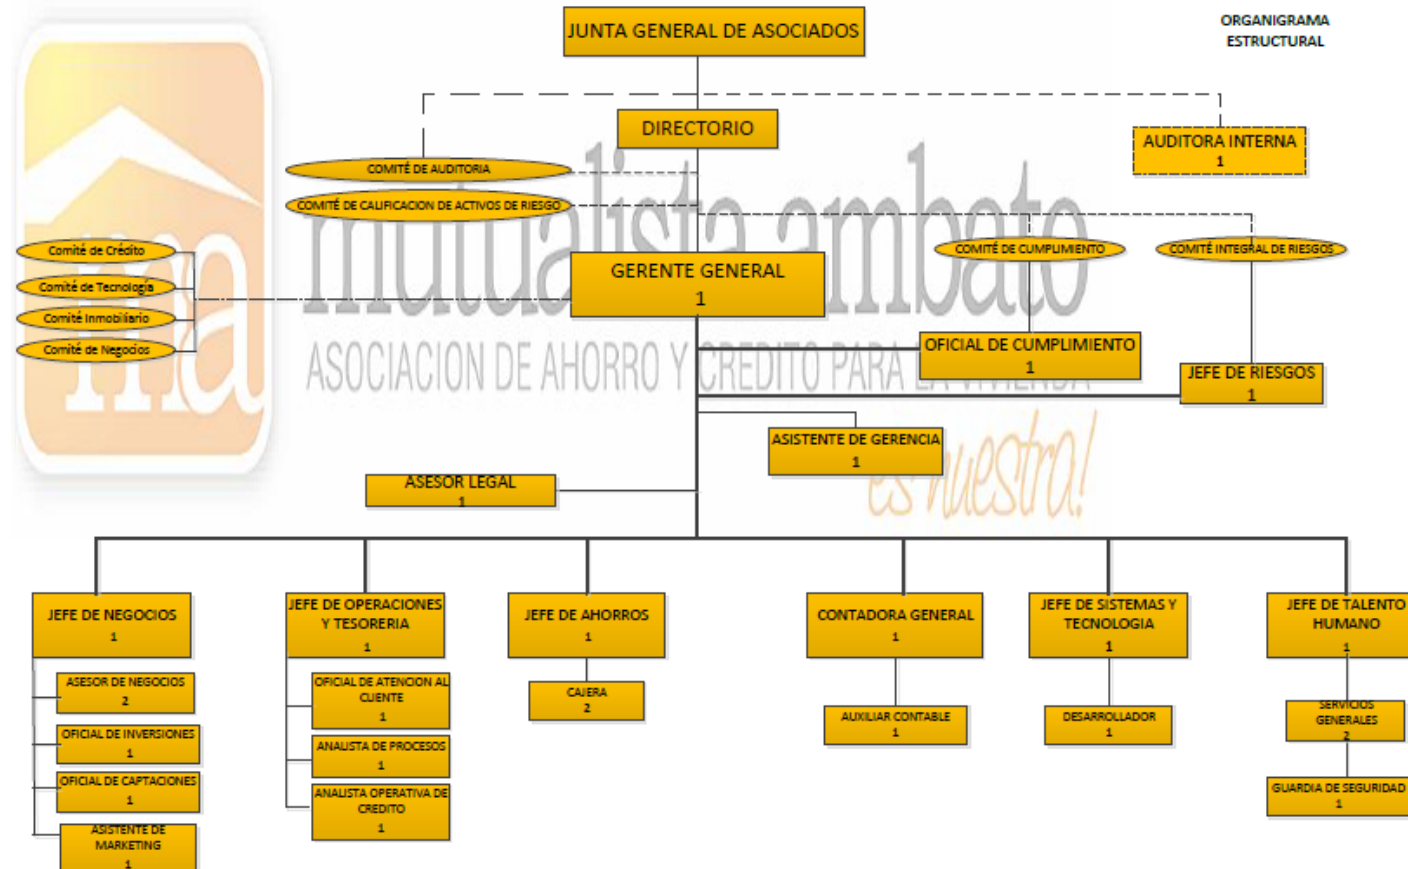 JUNTA GENERAL DE ASOCIADOS
ORGANIGRAMA
ESTRUCTURAL
DIRECTORIO
AUDITORA INTERNA
1
COMITÉ DE AUDITORIA
COMITÉ DE CALIFICACION DE ACTIVOS DE RIESGO
mutualista ambato
Comité de Crédito
Comité de Tecnología
Comité Inmobiliario
Comité de Negocios
ma
GERENTE GENERAL
1
COMITÉ DE CUMPLIMIENTO
COMITÉ INTEGRAL DE RIESGOS
ASOCIACION DE AHORRO Y CREDITO PARA LA VIVIENDA
OFICIAL DE CUMPLIMIENTO
1
JEFE DE RIESGOS
1
ASISTENTE DE GERENCIA
1
es nuestra!
ASESOR LEGAL
1
JEFE DE NEGOCIOS
1
JEFE DE OPERACIONES
Y TESORERIA
1
JEFE DE AHORROS
1
CONTADORA GENERAL
1
JEFE DE SISTEMAS Y
TECNOLOGIA
1
JEFE DE TALENTO
HUMANO
1
ASESOR DE NEGOCIOS
2
OFICIAL DE INVERSIONES
1
OFICIAL DE CAPTACIONES
1
ASISTENTE DE
MARKETING
1
OFICIAL DE ATENCION AL
CLIENTE
1
ANALISTA DE PROCESOS
1
ANALISTA OPERATIVA DE
CREDITO
1
CAJERA
2
AUXILIAR CONTABLE
1
DESARROLLADOR
1
SERVICIOS
GENERALES
2
GUARDIA DE SEGURIDAD
1